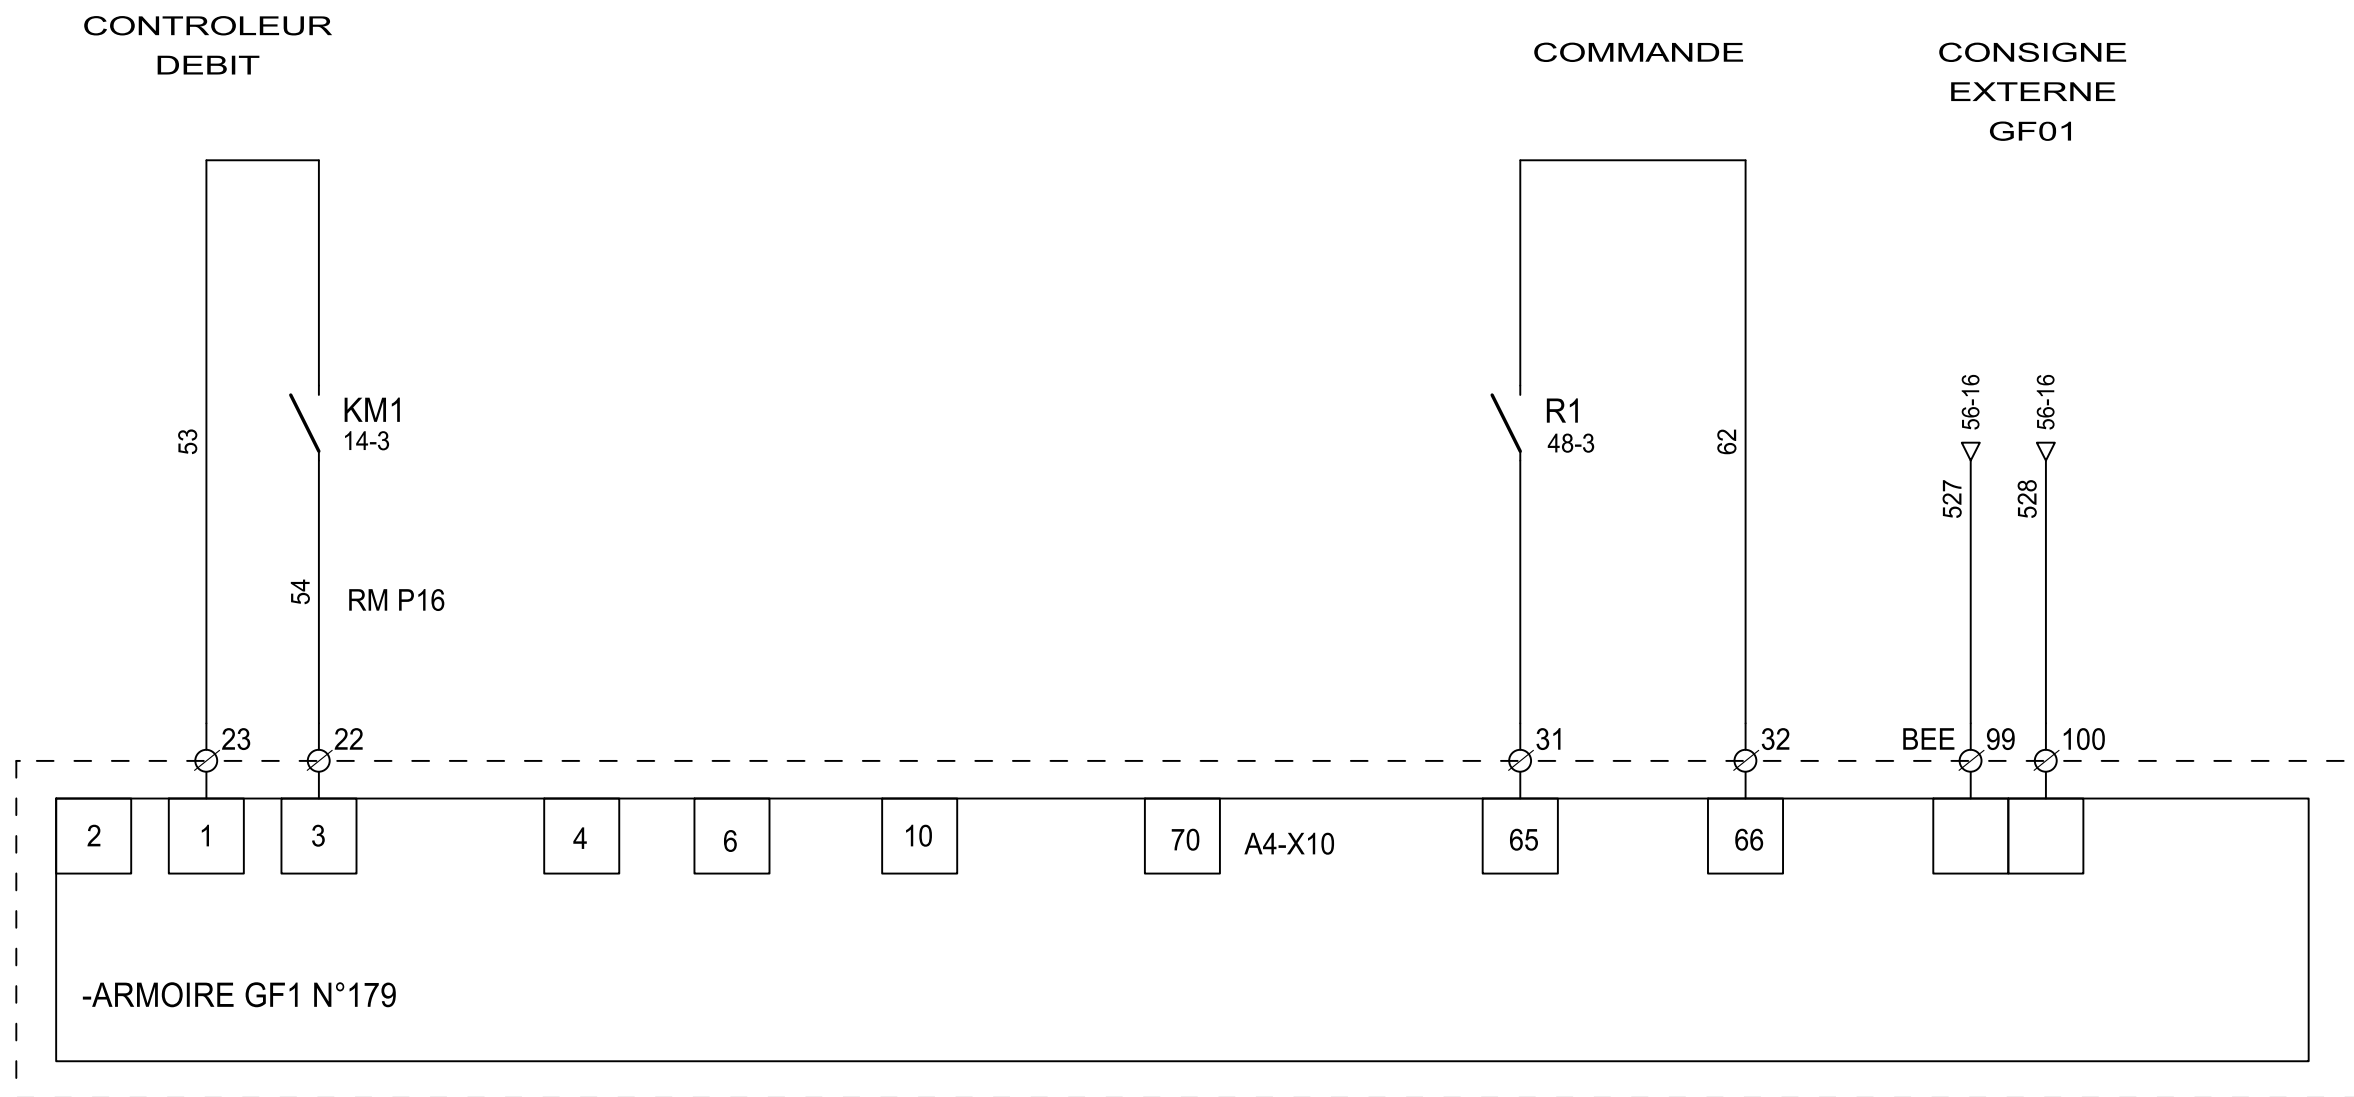 CONTROLEUR
DEBIT
COMMANDE
CONSIGNE
EXTERNE
GF01
53
KM1
14-3
54
RM P16
R1
48-3
62
56-16
56-16
527
528
23
22
31
32
BEE
99
100
2
1
3
4
6
10
70
A4-X10
65
66
-ARMOIRE GF1 N°179